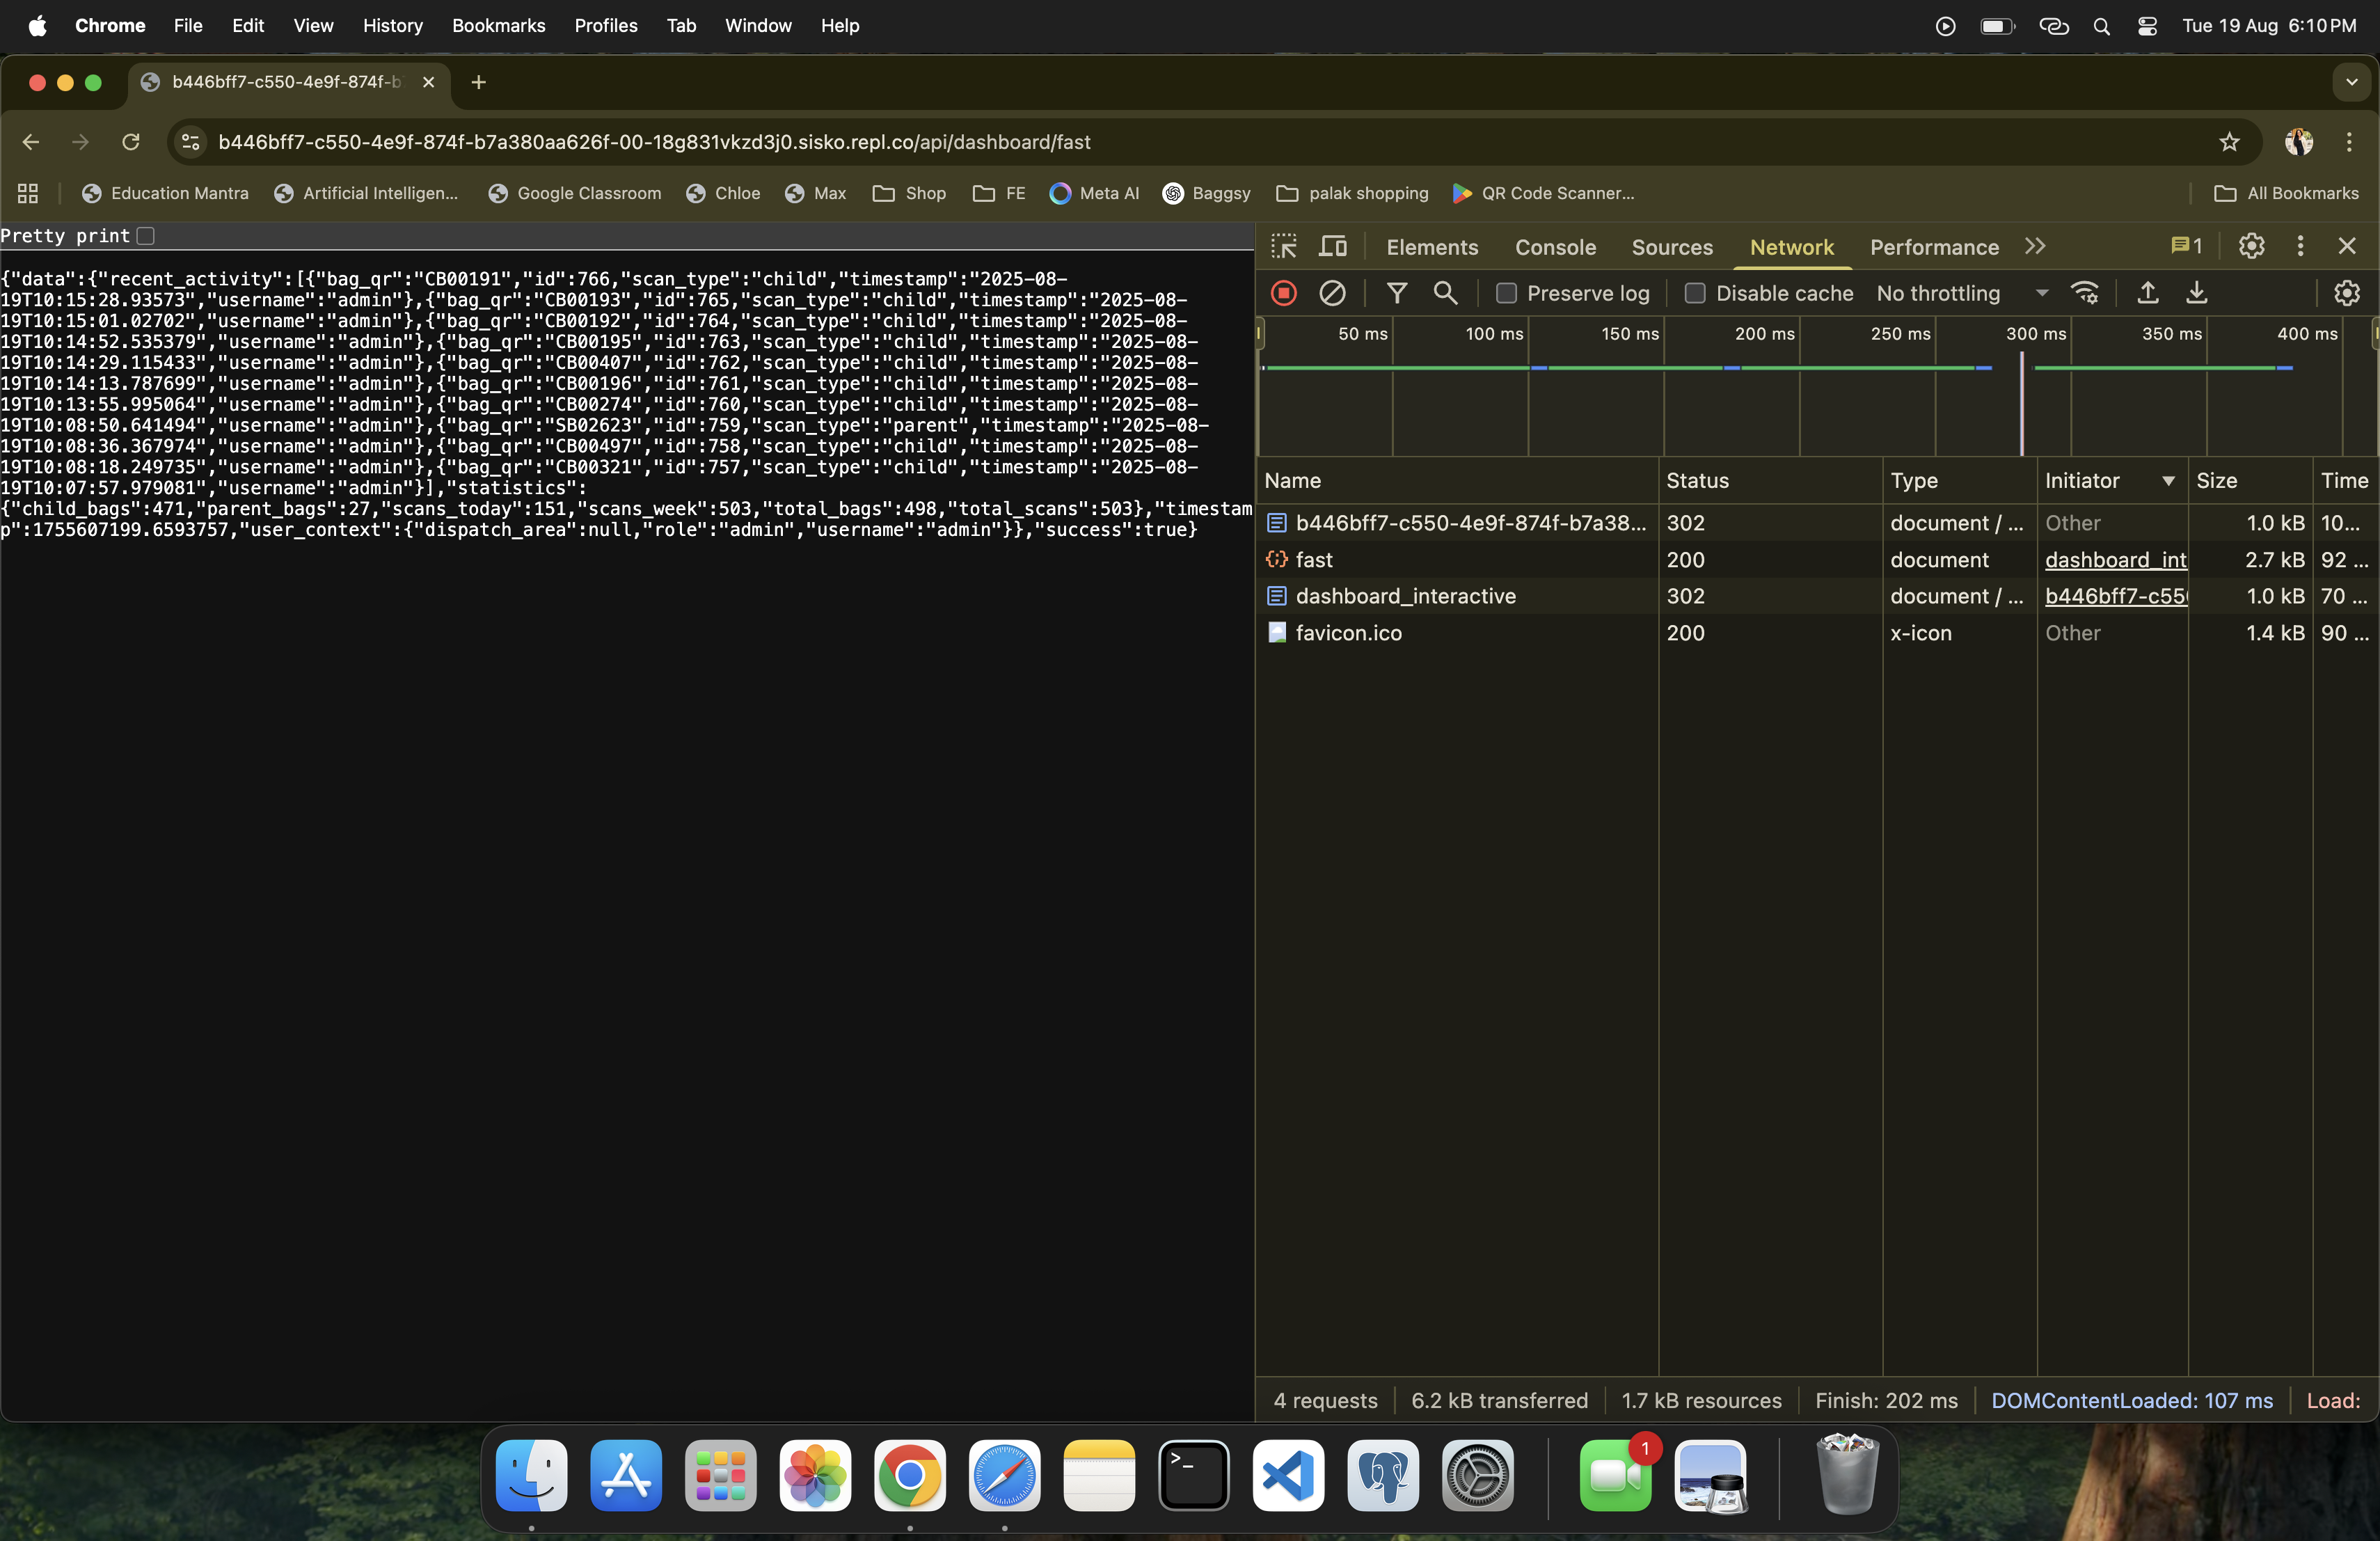 Chrome File Edit View History Bookmarks Profiles Tab Window Help Tue 19 Aug 6:10 PM
b446bff7-c550-4e9f-874f-b
b446bff7-c550-4e9f-874f-b7a380aa626f-00-18g831vkzd3j0.sisko.repl.co/api/dashboard/fast
Education Mantra Artificial Intelligen... Google Classroom Chloe Max Shop FE Meta AI Baggsy palak shopping QR Code Scanner... All Bookmarks
Pretty print
{"data":{"recent_activity":[{"bag_qr":"CB00191","id":766,"scan_type":"child","timestamp":"2025-08-
19T10:15:28.93573","username":"admin"},{"bag_qr":"CB00193","id":765,"scan_type":"child","timestamp":"2025-08-
19T10:15:01.02702","username":"admin"},{"bag_qr":"CB00192","id":764,"scan_type":"child","timestamp":"2025-08-
19T10:14:52.535379","username":"admin"},{"bag_qr":"CB00195","id":763,"scan_type":"child","timestamp":"2025-08-
19T10:14:29.115433","username":"admin"},{"bag_qr":"CB00407","id":762,"scan_type":"child","timestamp":"2025-08-
19T10:14:13.787699","username":"admin"},{"bag_qr":"CB00196","id":761,"scan_type":"child","timestamp":"2025-08-
19T10:13:55.995064","username":"admin"},{"bag_qr":"CB00274","id":760,"scan_type":"child","timestamp":"2025-08-
19T10:08:50.641494","username":"admin"},{"bag_qr":"SB02623","id":759,"scan_type":"parent","timestamp":"2025-08-
19T10:08:36.367974","username":"admin"},{"bag_qr":"CB00497","id":758,"scan_type":"child","timestamp":"2025-08-
19T10:08:18.249735","username":"admin"},{"bag_qr":"CB00321","id":757,"scan_type":"child","timestamp":"2025-08-
19T10:07:57.979081","username":"admin"}],"statistics":
{"child_bags":471,"parent_bags":27,"scans_today":151,"scans_week":503,"total_bags":498,"total_scans":503},"timestam
p":1755607199.6593757,"user_context":{"dispatch_area":null,"role":"admin","username":"admin"}},"success":true}
Elements Console Sources Network Performance 1
Preserve log Disable cache No throttling
50 ms 100 ms 150 ms 200 ms 250 ms 300 ms 350 ms 400 ms
Name Status Type Initiator Size Time
b446bff7-c550-4e9f-874f-b7a38... 302 document / ... Other 1.0 kB 10...
fast 200 document dashboard_int 2.7 kB 92 ...
dashboard_interactive 302 document / ... b446bff7-c55 1.0 kB 70 ...
favicon.ico 200 x-icon Other 1.4 kB 90 ...
4 requests 6.2 kB transferred 1.7 kB resources Finish: 202 ms DOMContentLoaded: 107 ms Load:
1